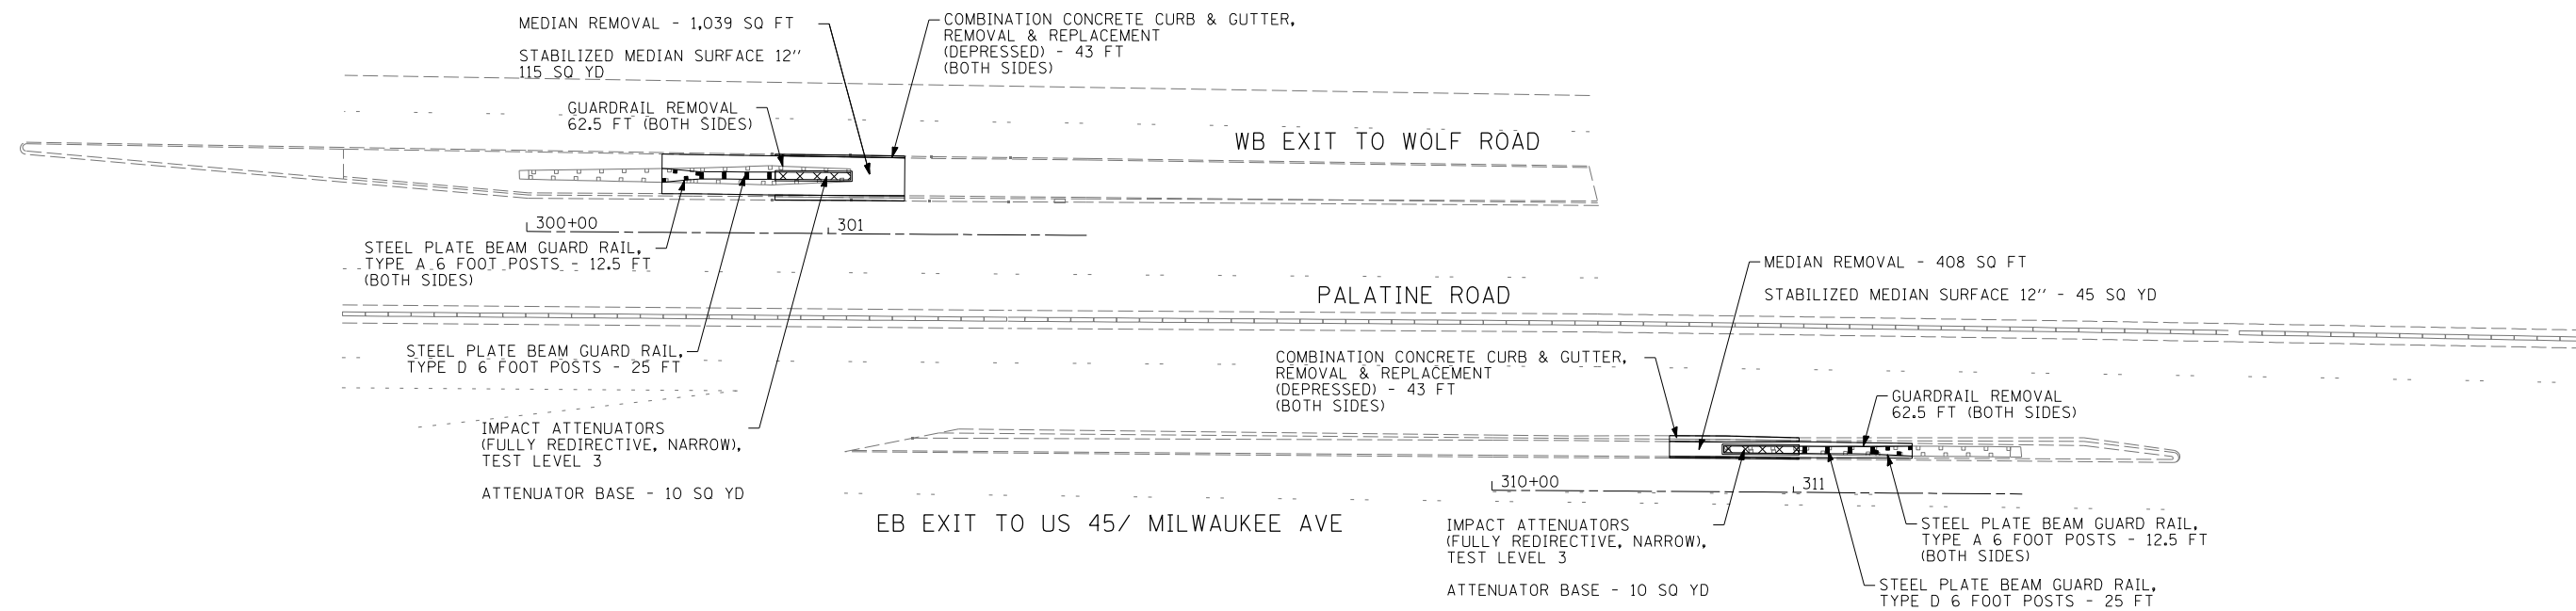 MEDIAN REMOVAL - 1,039 SQ FT
STABILIZED MEDIAN SURFACE 12''
115 SQ YD
COMBINATION CONCRETE CURB & GUTTER,
REMOVAL & REPLACEMENT
(DEPRESSED) - 43 FT
(BOTH SIDES)
GUARDRAIL REMOVAL
62.5 FT (BOTH SIDES)
WB EXIT TO WOLF ROAD
300+00
301
STEEL PLATE BEAM GUARD RAIL,
TYPE A 6 FOOT POSTS - 12.5 FT
(BOTH SIDES)
MEDIAN REMOVAL - 408 SQ FT
STABILIZED MEDIAN SURFACE 12'' - 45 SQ YD
PALATINE ROAD
STEEL PLATE BEAM GUARD RAIL,
TYPE D 6 FOOT POSTS - 25 FT
COMBINATION CONCRETE CURB & GUTTER,
REMOVAL & REPLACEMENT
(DEPRESSED) - 43 FT
(BOTH SIDES)
GUARDRAIL REMOVAL
62.5 FT (BOTH SIDES)
IMPACT ATTENUATORS
(FULLY REDIRECTIVE, NARROW),
TEST LEVEL 3
ATTENUATOR BASE - 10 SQ YD
310+00
311
EB EXIT TO US 45/ MILWAUKEE AVE
IMPACT ATTENUATORS
(FULLY REDIRECTIVE, NARROW),
TEST LEVEL 3
ATTENUATOR BASE - 10 SQ YD
STEEL PLATE BEAM GUARD RAIL,
TYPE A 6 FOOT POSTS - 12.5 FT
(BOTH SIDES)
STEEL PLATE BEAM GUARD RAIL,
TYPE D 6 FOOT POSTS - 25 FT